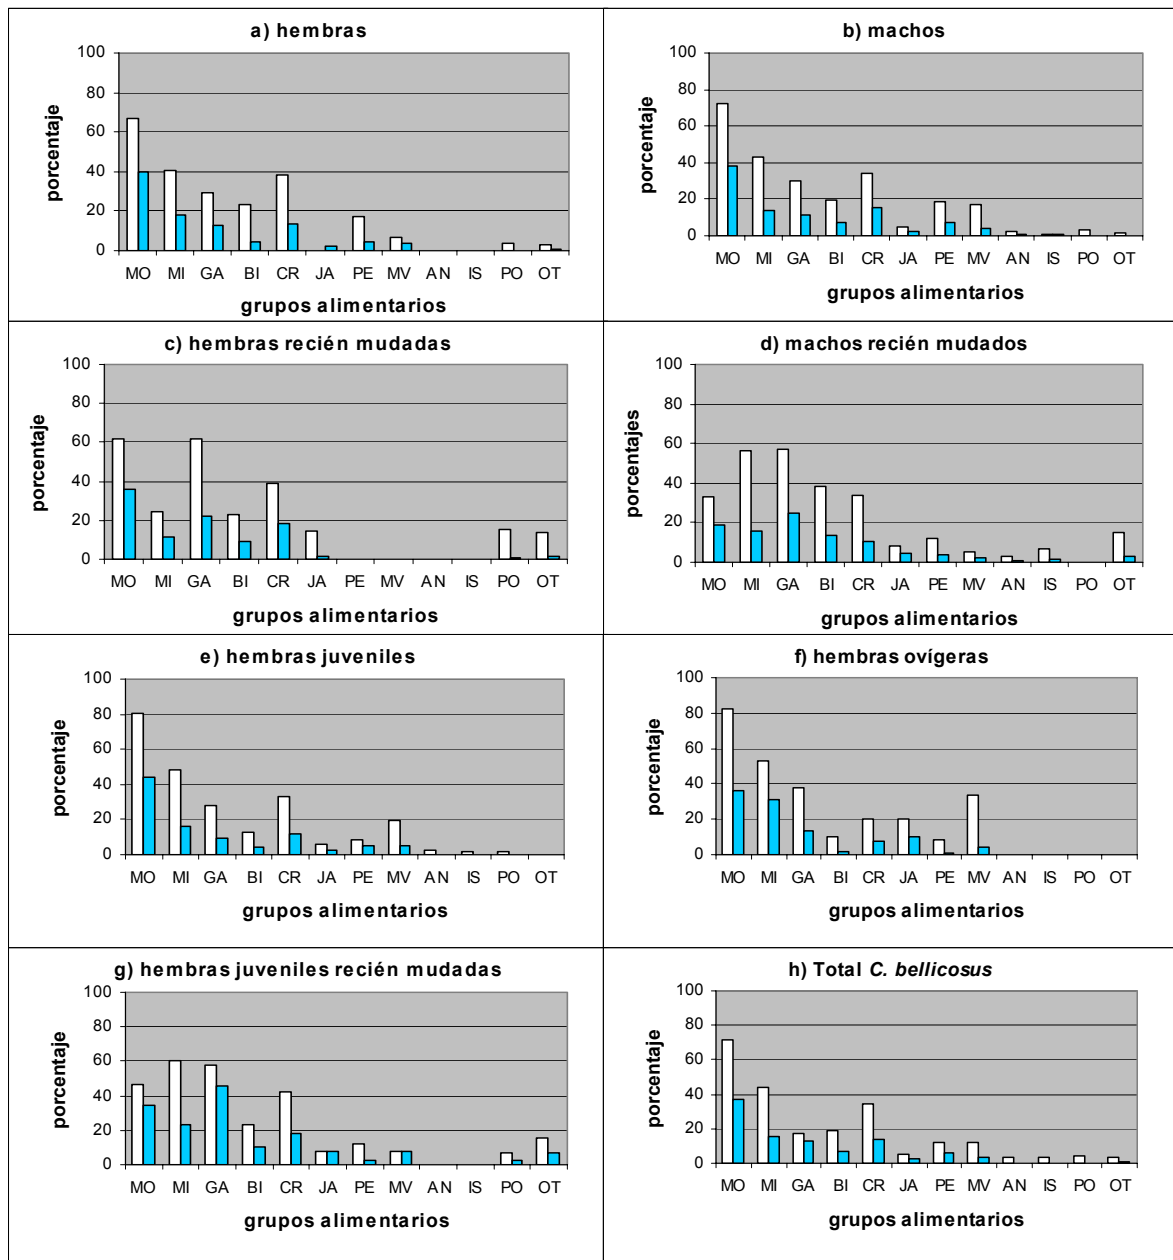 a) hembras
100
80
60
40
20
0
porcentaje
MO MI GA BI CR JA PE MV AN IS PO OT
grupos alimentarios
b) machos
100
80
60
40
20
0
porcentaje
MO MI GA BI CR JA PE MV AN IS PO OT
grupos alimentarios
c) hembras recién mudadas
100
80
60
40
20
0
porcentaje
MO MI GA BI CR JA PE MV AN IS PO OT
grupos alimentarios
d) machos recién mudados
100
80
60
40
20
0
porcentajes
MO MI GA BI CR JA PE MV AN IS PO OT
grupos alimentarios
e) hembras juveniles
100
80
60
40
20
0
porcentaje
MO MI GA BI CR JA PE MV AN IS PO OT
grupos alimentarios
f) hembras ovígeras
100
80
60
40
20
0
porcentaje
MO MI GA BI CR JA PE MV AN IS PO OT
grupos alimentarios
g) hembras juveniles recién mudadas
100
80
60
40
20
0
porcentaje
MO MI GA BI CR JA PE MV AN IS PO OT
grupos alimentarios
h) Total C. bellicosus
100
80
60
40
20
0
porcentaje
MO MI GA BI CR JA PE MV AN IS PO OT
grupos alimentarios